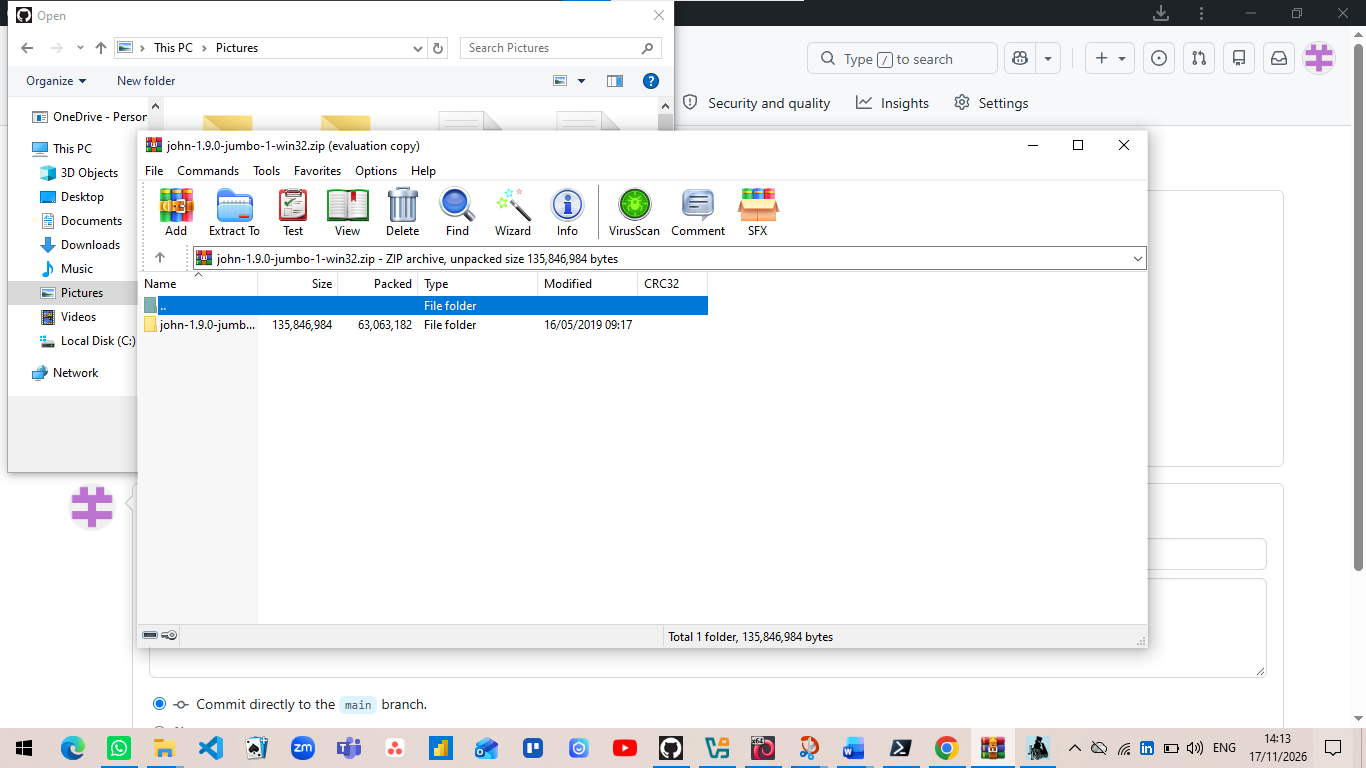 Open
This PC
Pictures
Search Pictures
Organize
New folder
OneDrive - Person
This PC
3D Objects
Desktop
Documents
Downloads
Music
Pictures
Videos
Local Disk (C:)
Network
Type / to search
Security and quality
Insights
Settings
john-1.9.0-jumbo-1-win32.zip (evaluation copy)
File Commands Tools Favorites Options Help
Add Extract To Test View Delete Find Wizard Info VirusScan Comment SFX
john-1.9.0-jumbo-1-win32.zip - ZIP archive, unpacked size 135,846,984 bytes
Name Size Packed Type Modified CRC32
.. File folder
john-1.9.0-jumb... 135,846,984 63,063,182 File folder 16/05/2019 09:17
Total 1 folder, 135,846,984 bytes
Commit directly to the main branch.
ENG
14:13
17/11/2026